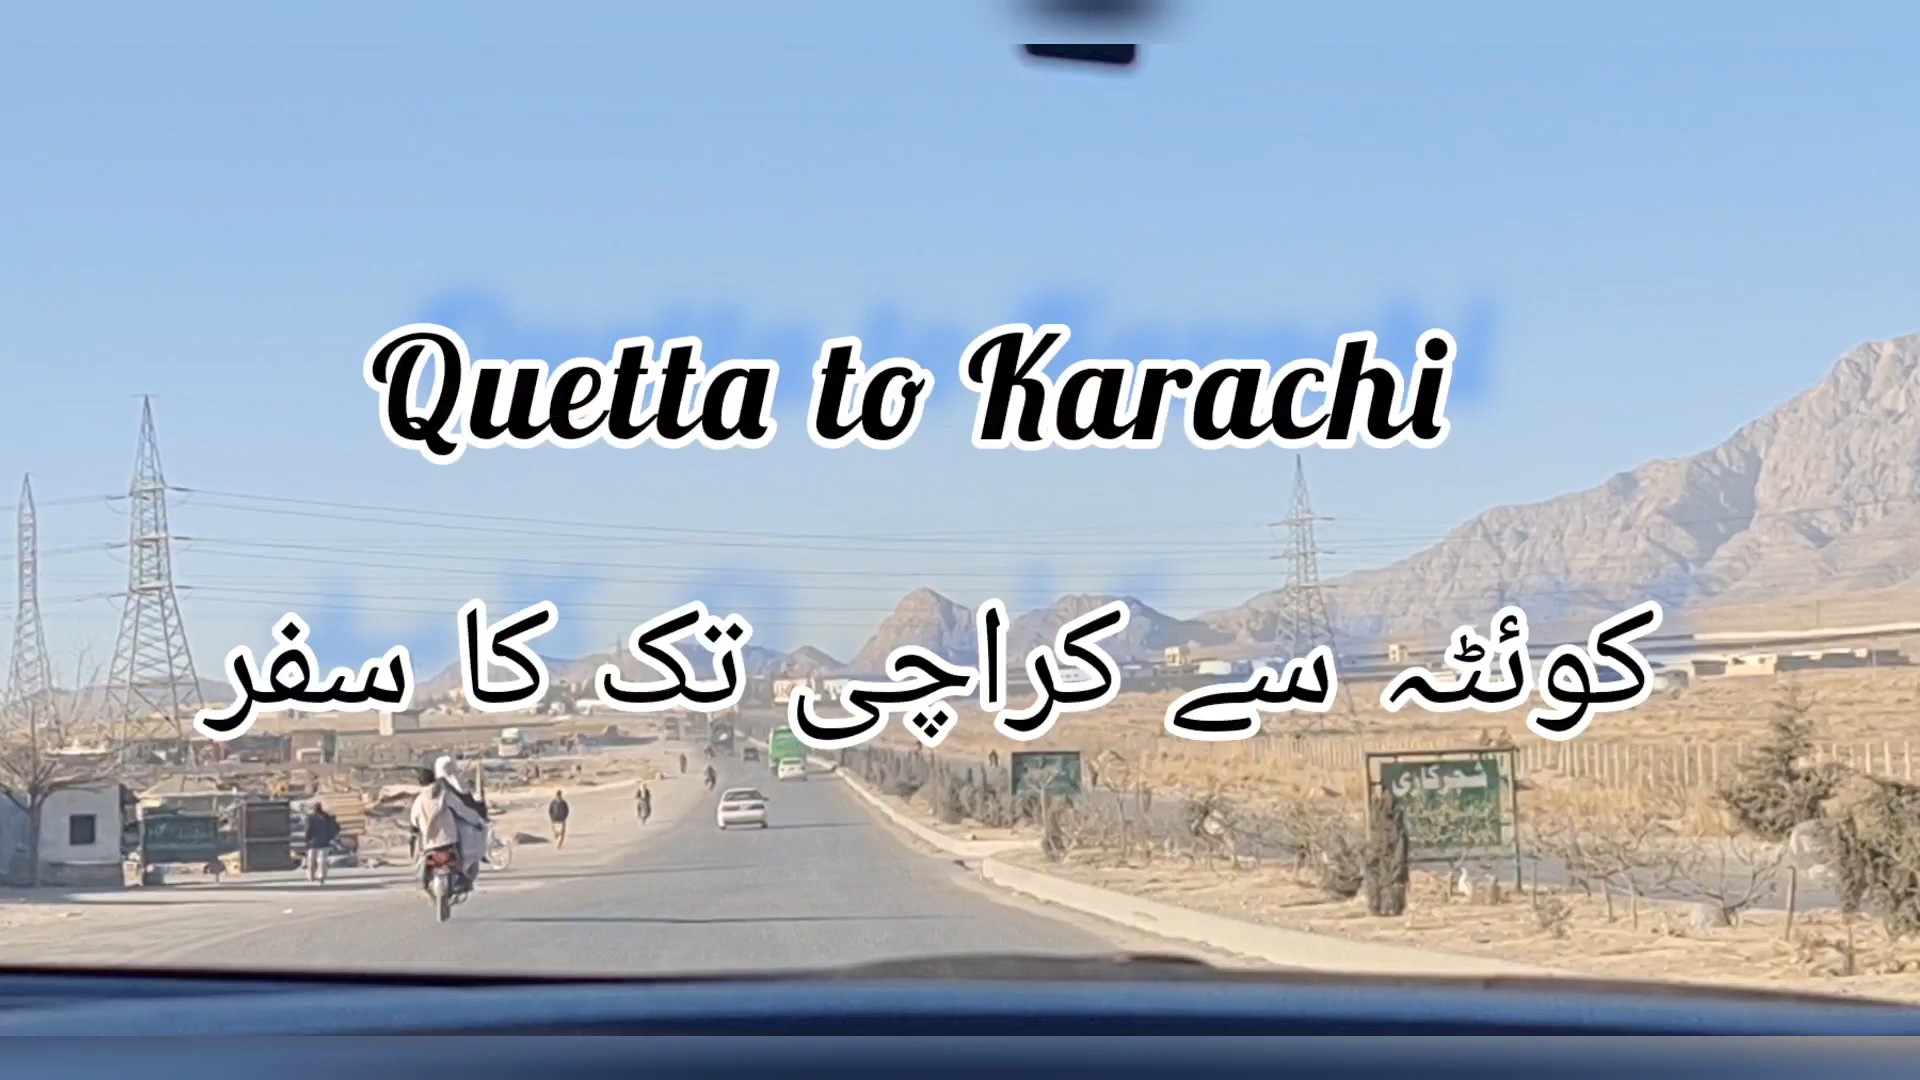 Quetta to Karachi
کوئٹہ سے کراچی تک کا سفر
شجرکاری